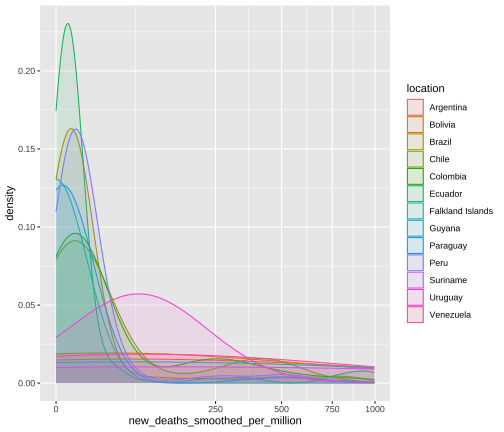 0.20
0.15
0.10
0.05
0.00
density
0 250 500 750 1000
new_deaths_smoothed_per_million
location
Argentina
Bolivia
Brazil
Chile
Colombia
Ecuador
Falkland Islands
Guyana
Paraguay
Peru
Suriname
Uruguay
Venezuela